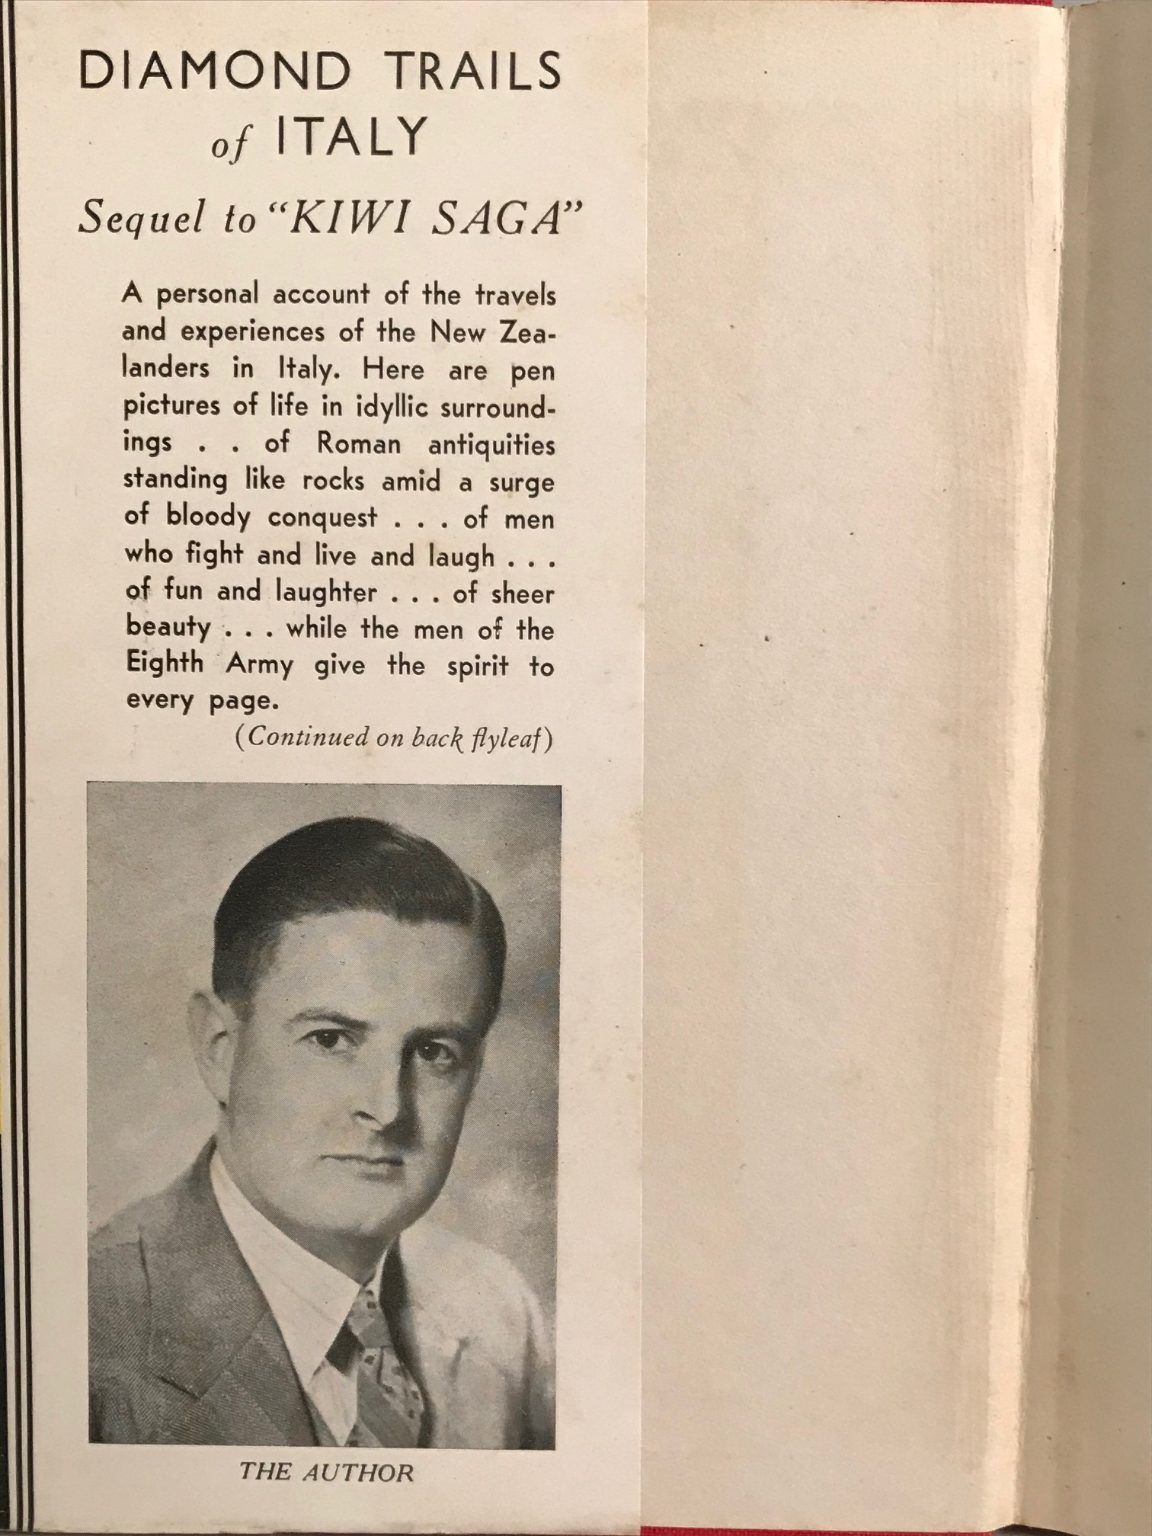 DIAMOND TRAILS
of ITALY
Sequel to “KIWI SAGA”
A personal account of the travels
and experiences of the New Zea-
landers in Italy. Here are pen
pictures of life in idyllic surround-
ings . . of Roman antiquities
standing like rocks amid a surge
of bloody conquest . . . of men
who fight and live and laugh . . .
of fun and laughter . . . of sheer
beauty . . . while the men of the
Eighth Army give the spirit to
every page.
(Continued on back flyleaf)
THE AUTHOR